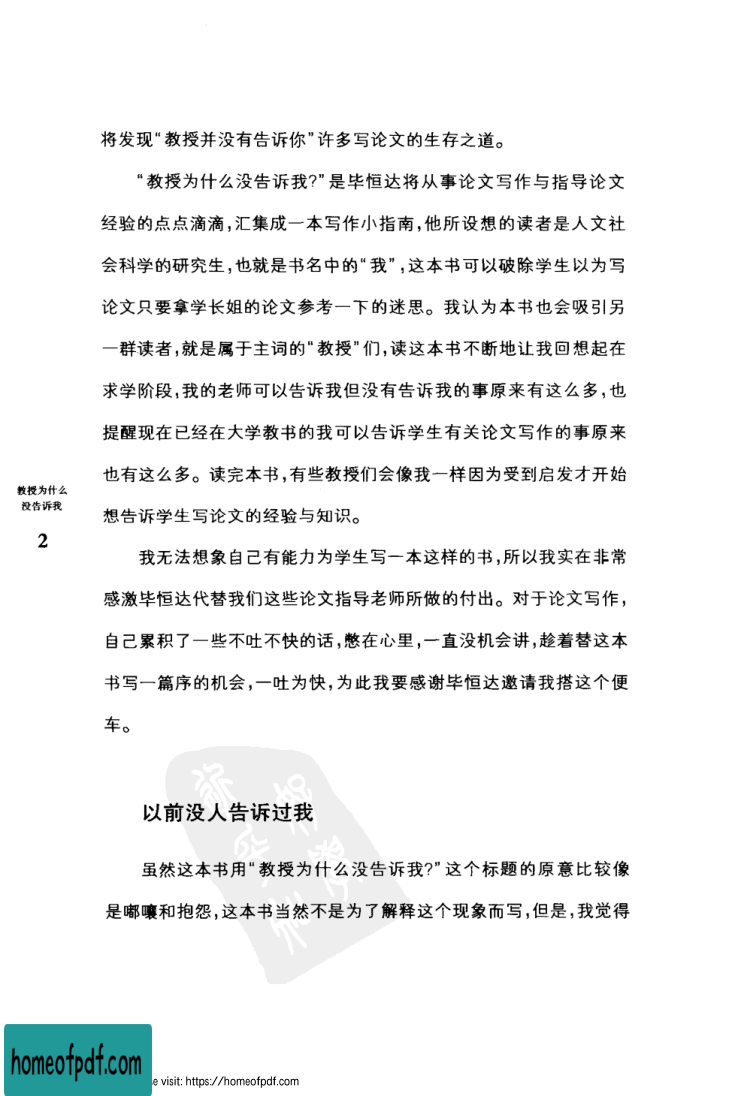 将发现“教授并没有告诉你”许多写论文的生存之道。
“教授为什么没告诉我?”是毕恒达将从事论文写作与指导论文
经验的点点滴滴,汇集成一本写作小指南,他所设想的读者是人文社
会科学的研究生,也就是书名中的“我”,这本书可以破除学生以为写
论文只要拿学长姐的论文参考一下的迷思。我认为本书也会吸引另
一群读者,就是属于主词的“教授”们,读这本书不断地让我回想起在
求学阶段,我的老师可以告诉我但没有告诉我的事原来有这么多,也
提醒现在已经在大学教书的我可以告诉学生有关论文写作的事原来
也有这么多。读完本书,有些教授们会像我一样因为受到启发才开始
想告诉学生写论文的经验与知识。
教授为什么
没告诉我
2
我无法想象自己有能力为学生写一本这样的书,所以我实在非常
感激毕恒达代替我们这些论文指导老师所做的付出。对于论文写作,
自己累积了一些不吐不快的话,憋在心里,一直没机会讲,趁着替这本
书写一篇序的机会,一吐为快,为此我要感谢毕恒达邀请我搭这个便
车。
以前没人告诉过我
虽然这本书用“教授为什么没告诉我?”这个标题的原意比较像
是嘟囔和抱怨,这本书当然不是为了解释这个现象而写,但是,我觉得
homeofpdf.com
e visit: https://homeofpdf.com